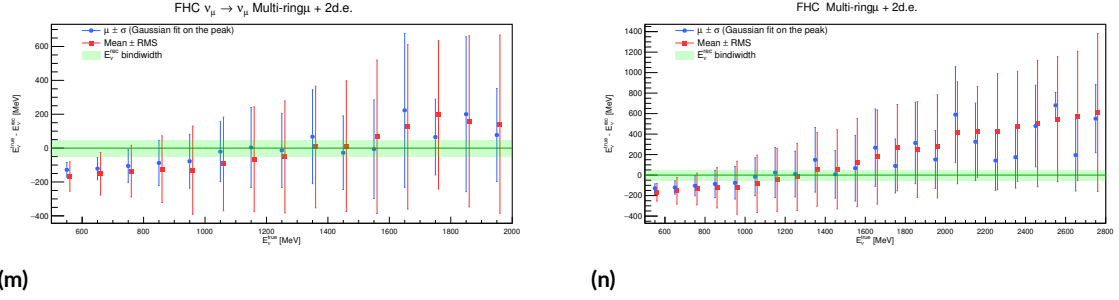 FHC ν_μ → ν_μ Multi-ringμ + 2d.e.
E_ν^true - E_ν^rec [MeV]
600
400
200
0
−200
−400
μ ± σ (Gaussian fit on the peak)
Mean ± RMS
E_ν^rec bindiwidth
600 800 1000 1200 1400 1600 1800 2000
E_ν^true [MeV]
(m)
FHC Multi-ringμ + 2d.e.
E_ν^true - E_ν^rec [MeV]
1400
1200
1000
800
600
400
200
0
−200
−400
μ ± σ (Gaussian fit on the peak)
Mean ± RMS
E_ν^rec bindiwidth
600 800 1000 1200 1400 1600 1800 2000 2200 2400 2600 2800
E_ν^true [MeV]
(n)